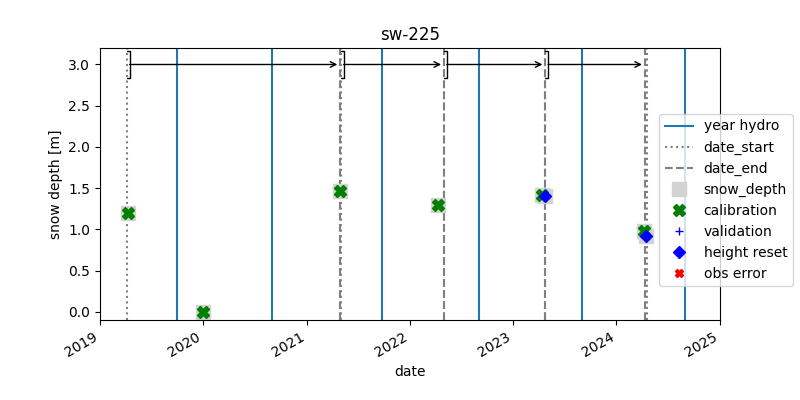 sw-225
snow depth [m]
3.0
2.5
2.0
1.5
1.0
0.5
0.0
2019
2020
2021
2022
2023
2024
2025
date
year hydro
date_start
date_end
snow_depth
calibration
validation
height reset
obs error